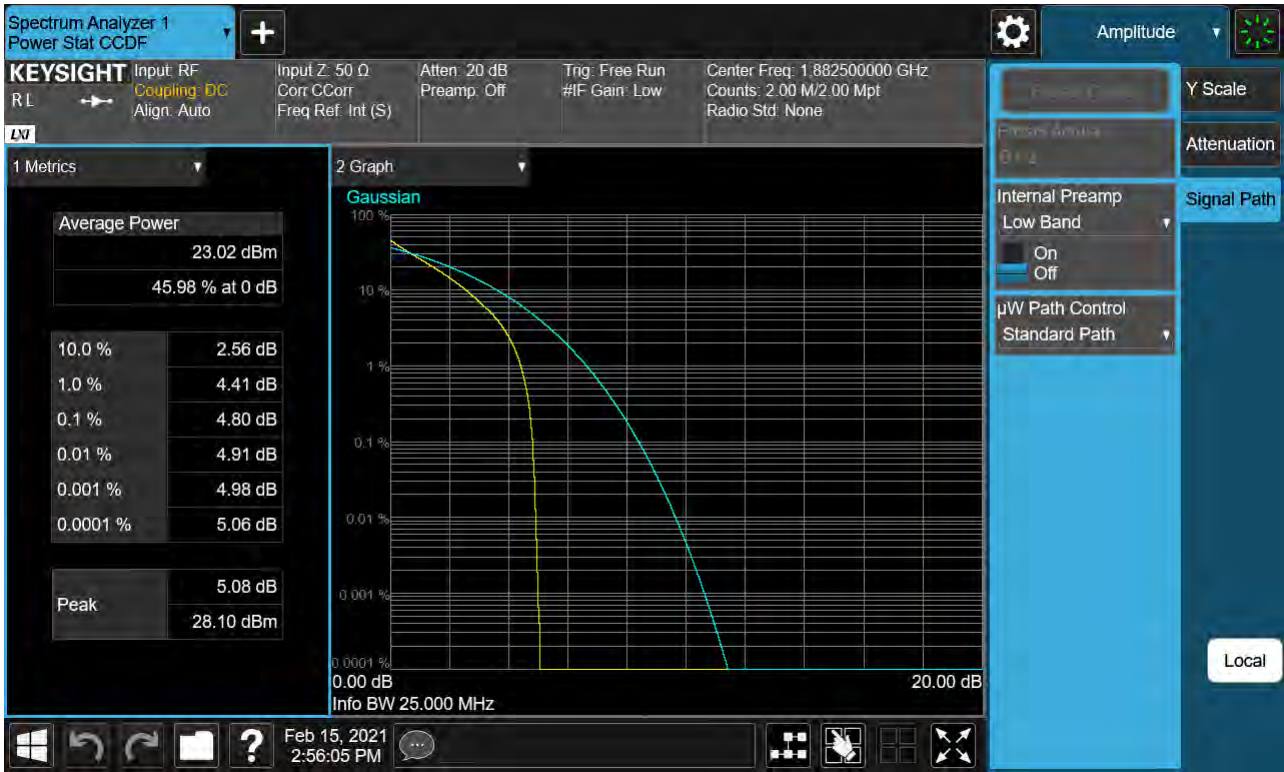 Spectrum Analyzer 1
Power Stat CCDF
Amplitude
KEYSIGHT
RL
LXI
Input: RF
Coupling: DC
Align: Auto
Input Z: 50 Ω
Corr CCorr
Freq Ref: Int (S)
Atten: 20 dB
Preamp: Off
Trig: Free Run
#IF Gain: Low
Center Freq: 1.882500000 GHz
Counts: 2.00 M/2.00 Mpt
Radio Std: None
1 Metrics
Average Power
23.02 dBm
45.98 % at 0 dB
10.0 % 2.56 dB
1.0 % 4.41 dB
0.1 % 4.80 dB
0.01 % 4.91 dB
0.001 % 4.98 dB
0.0001 % 5.06 dB
Peak
5.08 dB
28.10 dBm
2 Graph
Gaussian
100 %
10 %
1 %
0.1 %
0.01 %
0.001 %
0.0001 %
0.00 dB 20.00 dB
Info BW 25.000 MHz
Internal Preamp
Low Band
On
Off
µW Path Control
Standard Path
Y Scale
Attenuation
Signal Path
Local
Feb 15, 2021
2:56:05 PM